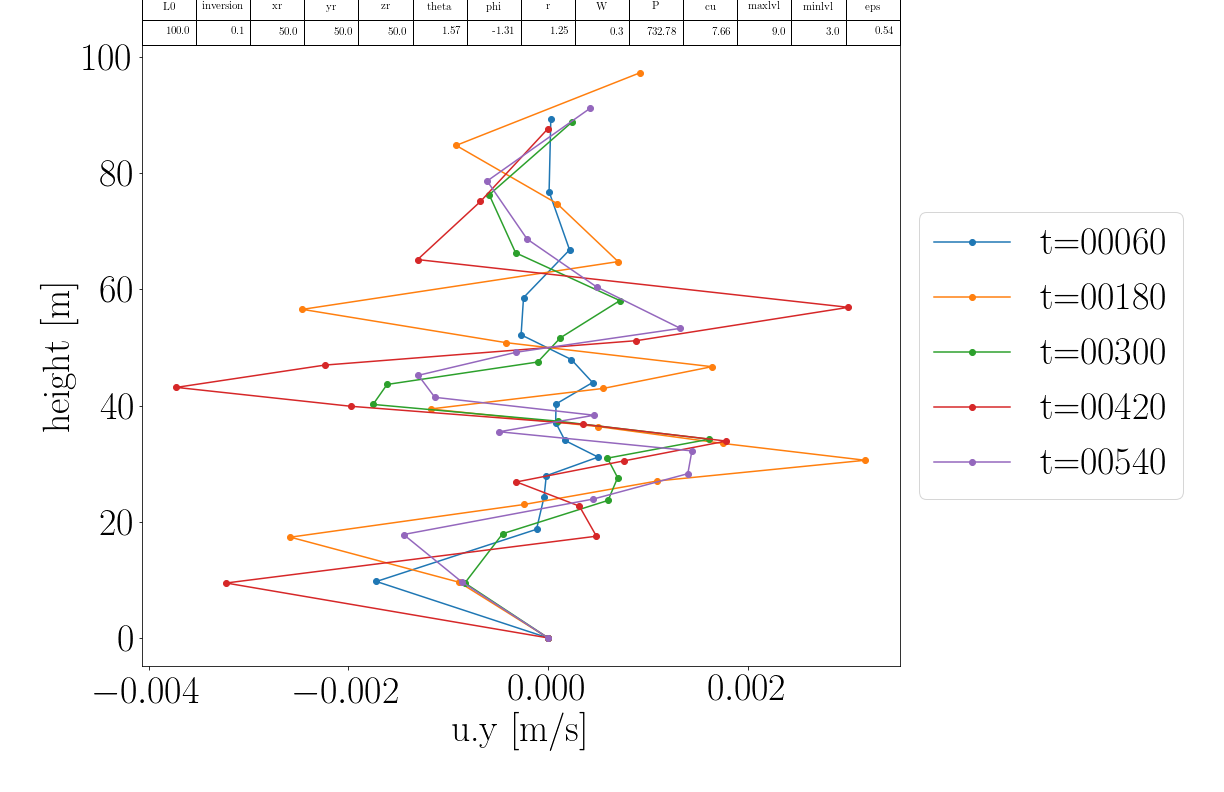 L0 inversion xr yr zr theta phi r W P cu maxlvl minlvl eps
100.0 0.1 50.0 50.0 50.0 1.57 -1.31 1.25 0.3 732.78 7.66 9.0 3.0 0.54
100
80
60
40
20
0
height [m]
−0.004 −0.002 0.000 0.002
u.y [m/s]
t=00060
t=00180
t=00300
t=00420
t=00540